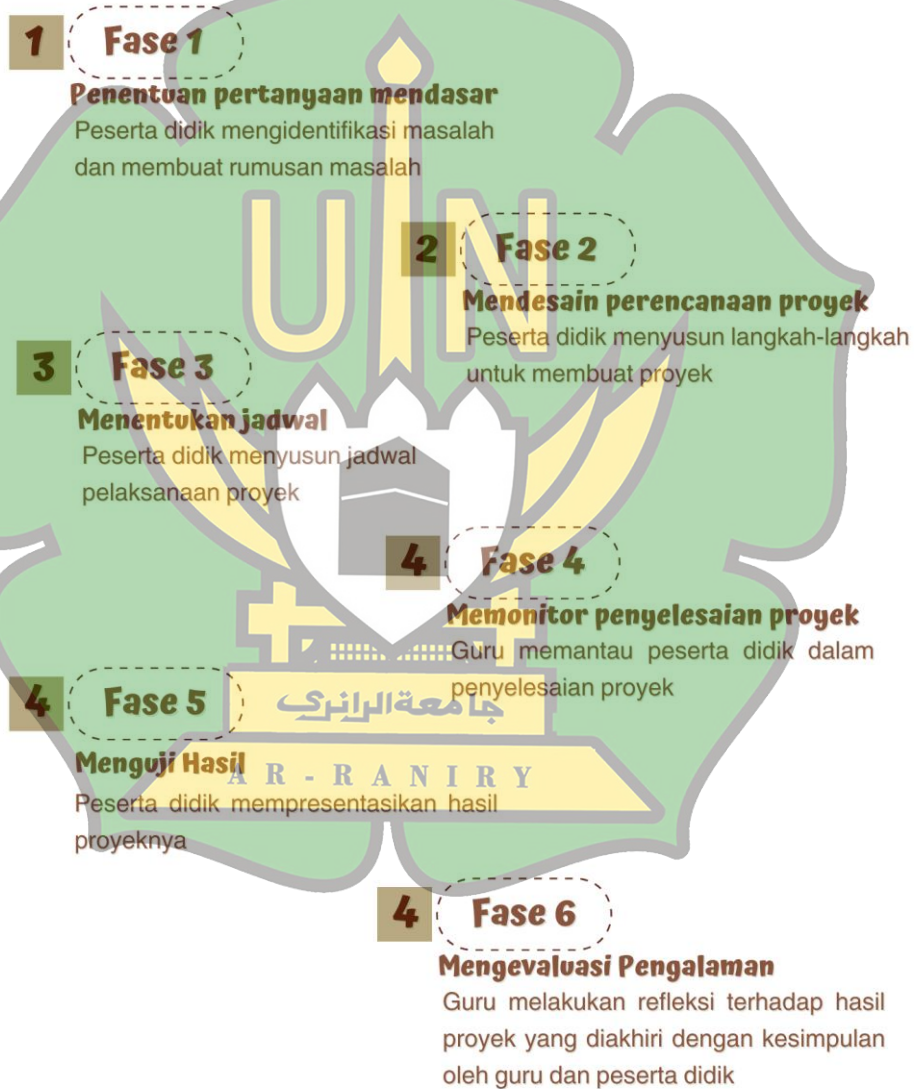 1 Fase 1
Penentuan pertanyaan mendasar
Peserta didik mengidentifikasi masalah
dan membuat rumusan masalah
UIN
2 Fase 2
Mendesain perencanaan proyek
Peserta didik menyusun langkah-langkah
untuk membuat proyek
3 Fase 3
Menentukan jadwal
Peserta didik menyusun jadwal
pelaksanaan proyek
4 Fase 4
Memonitor penyelesaian proyek
Guru memantau peserta didik dalam
penyelesaian proyek
4 Fase 5
جامعةالرانري
Menguji Hasil
AR-RANIRY
Peserta didik mempresentasikan hasil
proyeknya
4 Fase 6
Mengevaluasi Pengalaman
Guru melakukan refleksi terhadap hasil
proyek yang diakhiri dengan kesimpulan
oleh guru dan peserta didik